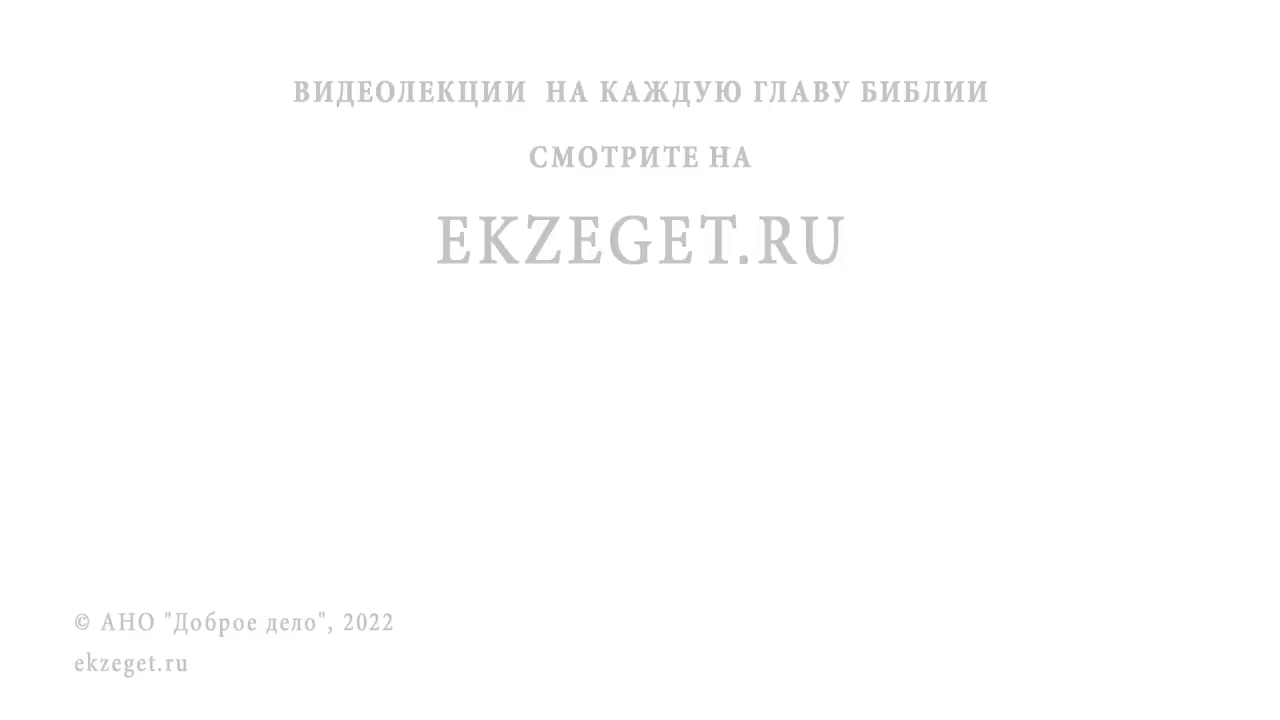 ВИДЕОЛЕКЦИИ НА КАЖДУЮ ГЛАВУ БИБЛИИ
СМОТРИТЕ НА
EKZEGET.RU
© АНО "Доброе дело", 2022
ekzeget.ru